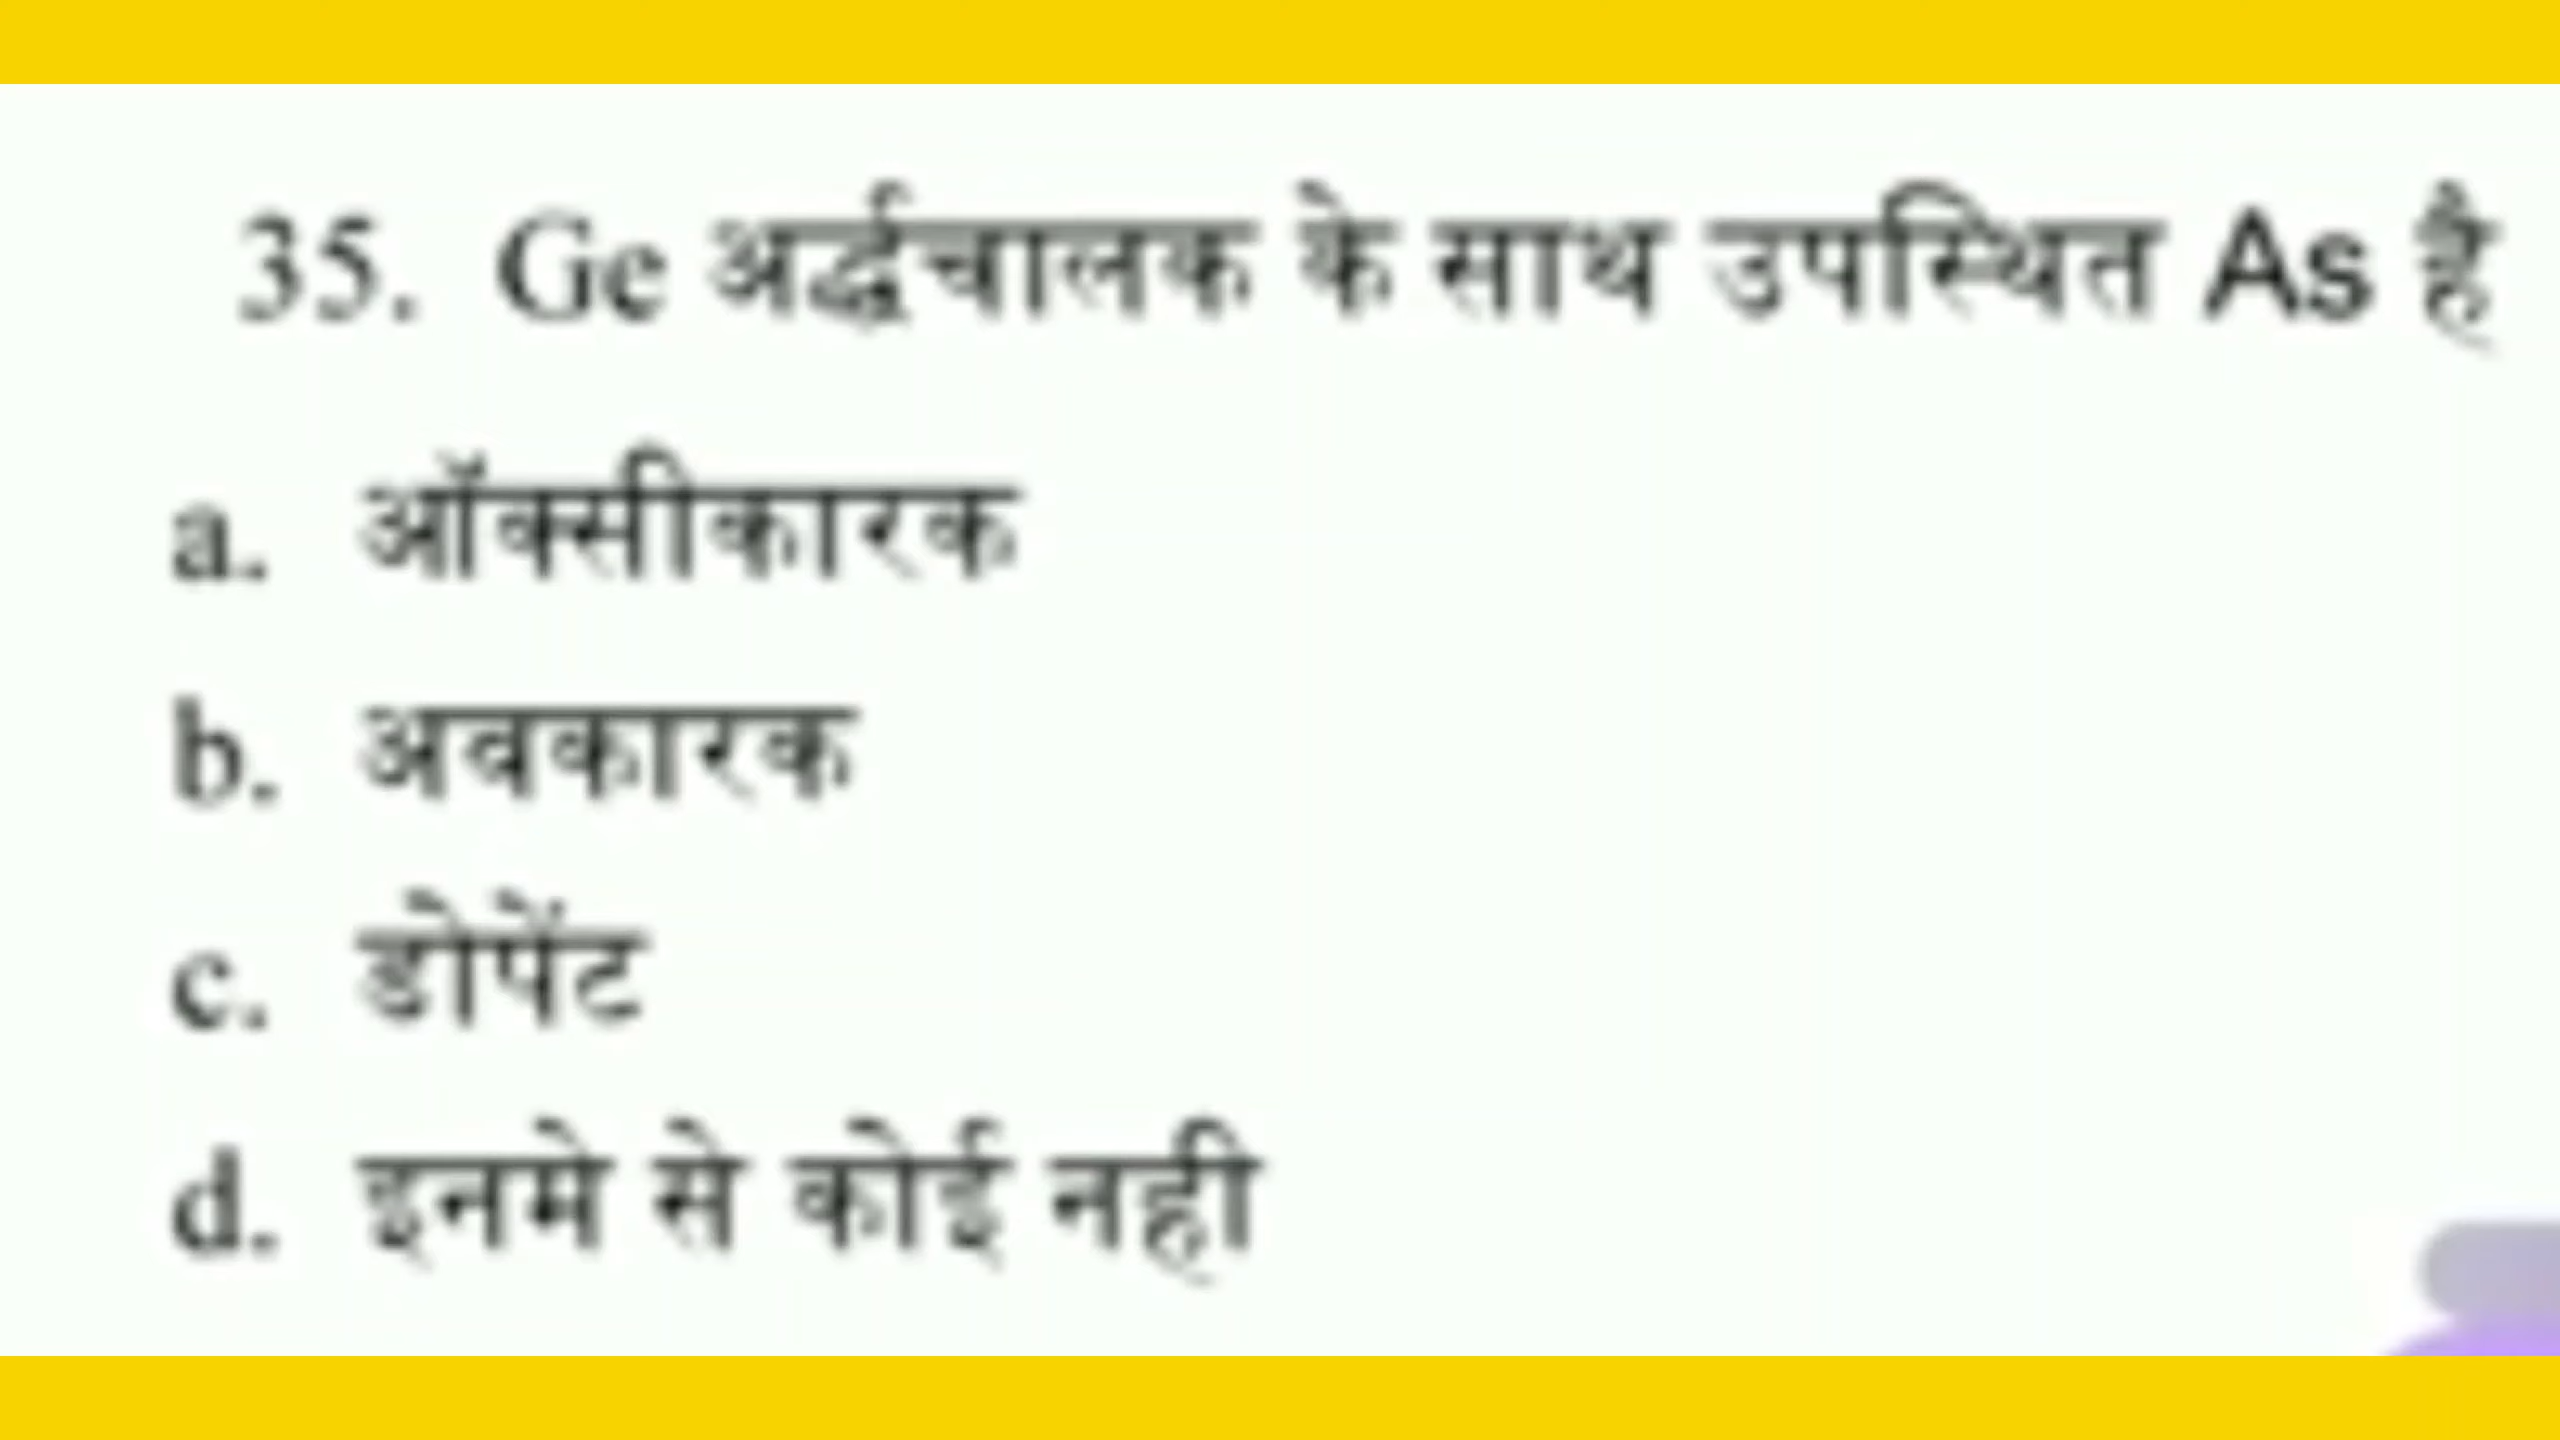 35. Ge अर्द्धचालक के साथ उपस्थित As है
a. ऑक्सीकारक
b. अवकारक
c. डोपेंट
d. इनमे से कोई नही